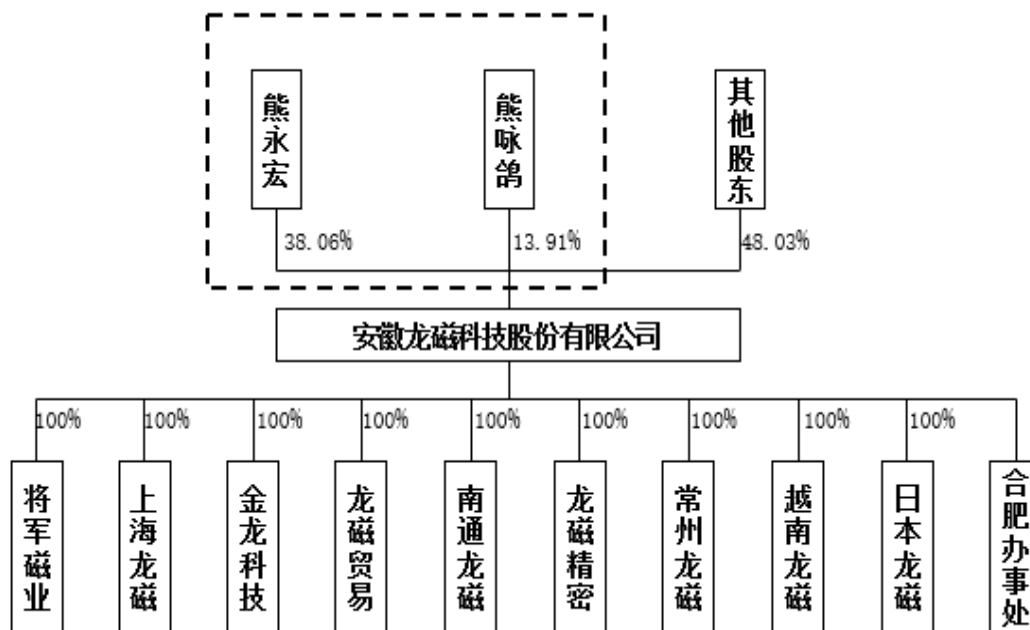 熊永宏
熊咏鸽
其他股东
38.06%
13.91%
48.03%
安徽龙磁科技股份有限公司
100%
100%
100%
100%
100%
100%
100%
100%
100%
将军磁业
上海龙磁
金龙科技
龙磁贸易
南通龙磁
龙磁精密
常州龙磁
越南龙磁
日本龙磁
合肥办事处